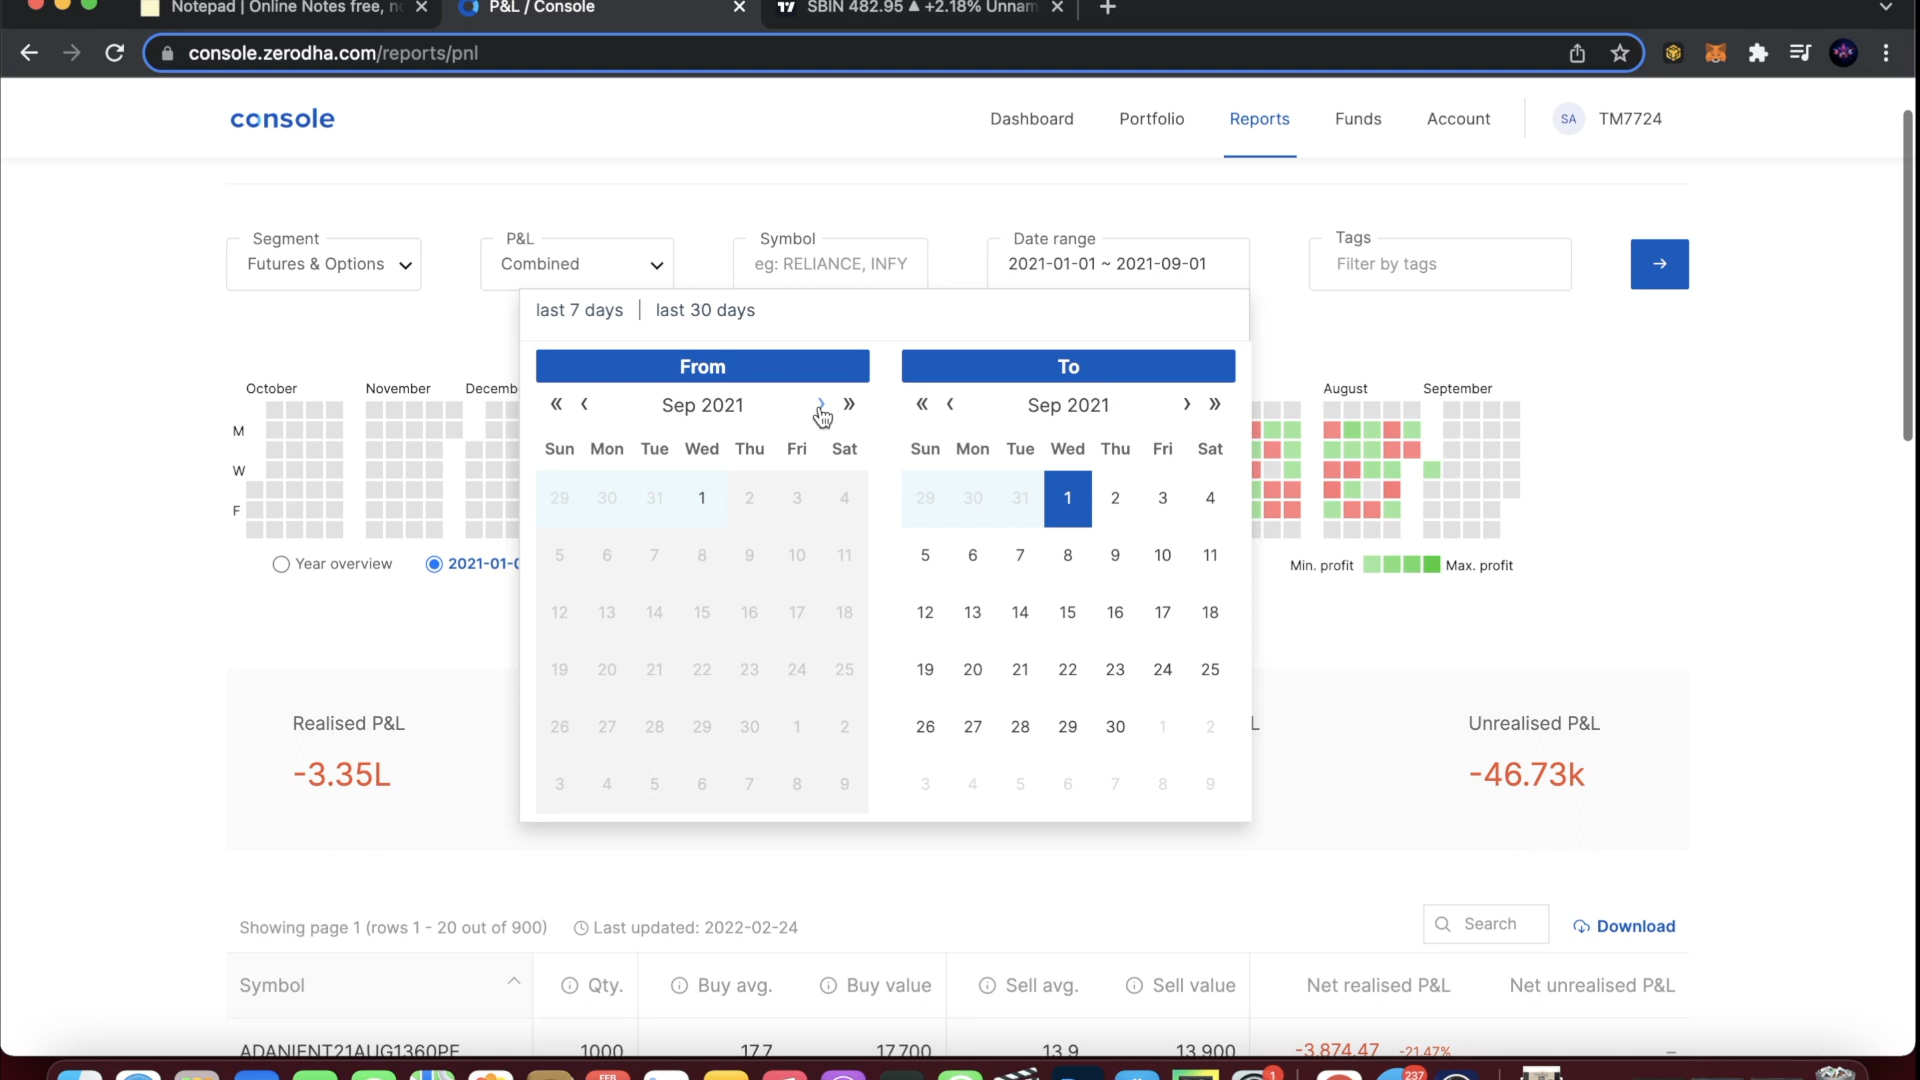 Notepad | Online Notes free, no
P&L / Console
SBIN 482.95 ▲ +2.18% Unnam
console.zerodha.com/reports/pnl
console
Dashboard
Portfolio
Reports
Funds
Account
SA
TM7724
Segment
Futures & Options
P&L
Combined
Symbol
eg: RELIANCE, INFY
Date range
2021-01-01 ~ 2021-09-01
Tags
Filter by tags
last 7 days | last 30 days
From
« ‹ Sep 2021 › »
Sun Mon Tue Wed Thu Fri Sat
29 30 31 1 2 3 4
5 6 7 8 9 10 11
12 13 14 15 16 17 18
19 20 21 22 23 24 25
26 27 28 29 30 1 2
3 4 5 6 7 8 9
To
« ‹ Sep 2021 › »
Sun Mon Tue Wed Thu Fri Sat
29 30 31 1 2 3 4
5 6 7 8 9 10 11
12 13 14 15 16 17 18
19 20 21 22 23 24 25
26 27 28 29 30 1 2
3 4 5 6 7 8 9
October
November
Decemb
August
September
M
W
F
Year overview
2021-01-0
Min. profit
Max. profit
Realised P&L
-3.35L
L
Unrealised P&L
-46.73k
Showing page 1 (rows 1 - 20 out of 900)
Last updated: 2022-02-24
Search
Download
Symbol
Qty.
Buy avg.
Buy value
Sell avg.
Sell value
Net realised P&L
Net unrealised P&L
ADANIENT21AUG1360PE 1000 17.7 17,700 13.9 13,900 -3,874.47 -21.47% –
FEB
1
237